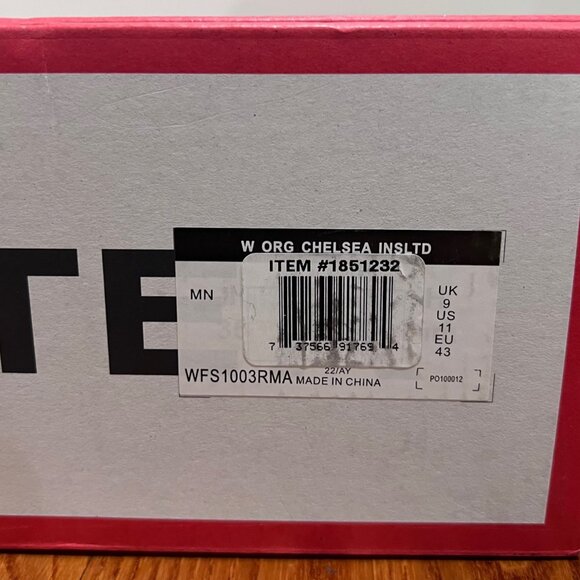 TE
W ORG CHELSEA INSLTD
ITEM #1851232
MN
7 37566 91769 4
UK
9
US
11
EU
43
22/AY
WFS1003RMA MADE IN CHINA
PO100012